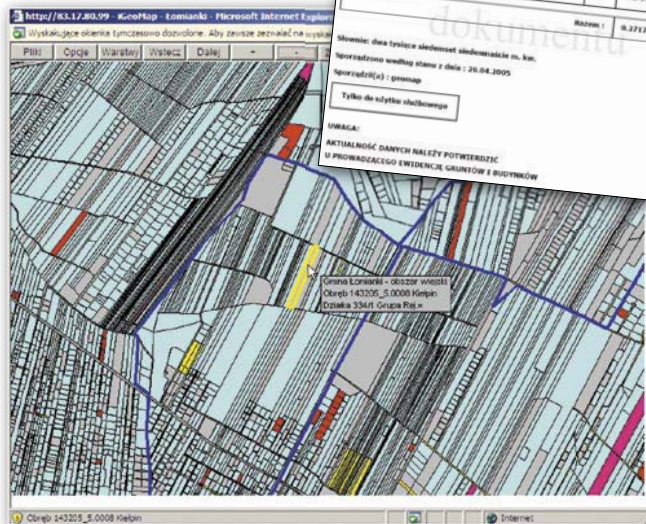 http://83.17.80.99 - iGeoMap - Łomianki - Microsoft Internet Explorer
Wyskakujące okienka tymczasowo dozwolone. Aby zawsze zezwalać na
Pliki Opcje Warstwy Wstecz Dalej + -
dokumentu
Razem : 0.2717
Słownie: dwa tysiące siedemset siedemnaście m. kw.
Sporządzono według stanu z dnia : 26.04.2005
Sporządził(a) : geomap
Tylko do użytku służbowego
UWAGA:
AKTUALNOŚĆ DANYCH NALEŻY POTWIERDZIĆ
U PROWADZĄCEGO EWIDENCJĘ GRUNTÓW I BUDYNKÓW
Gmina Łomianki - obszar wiejski
Obręb 143205_5.0008 Kiełpin
Działka 334/1 Grupa Rej.=
Obręb 143205_5.0008 Kiełpin
Internet